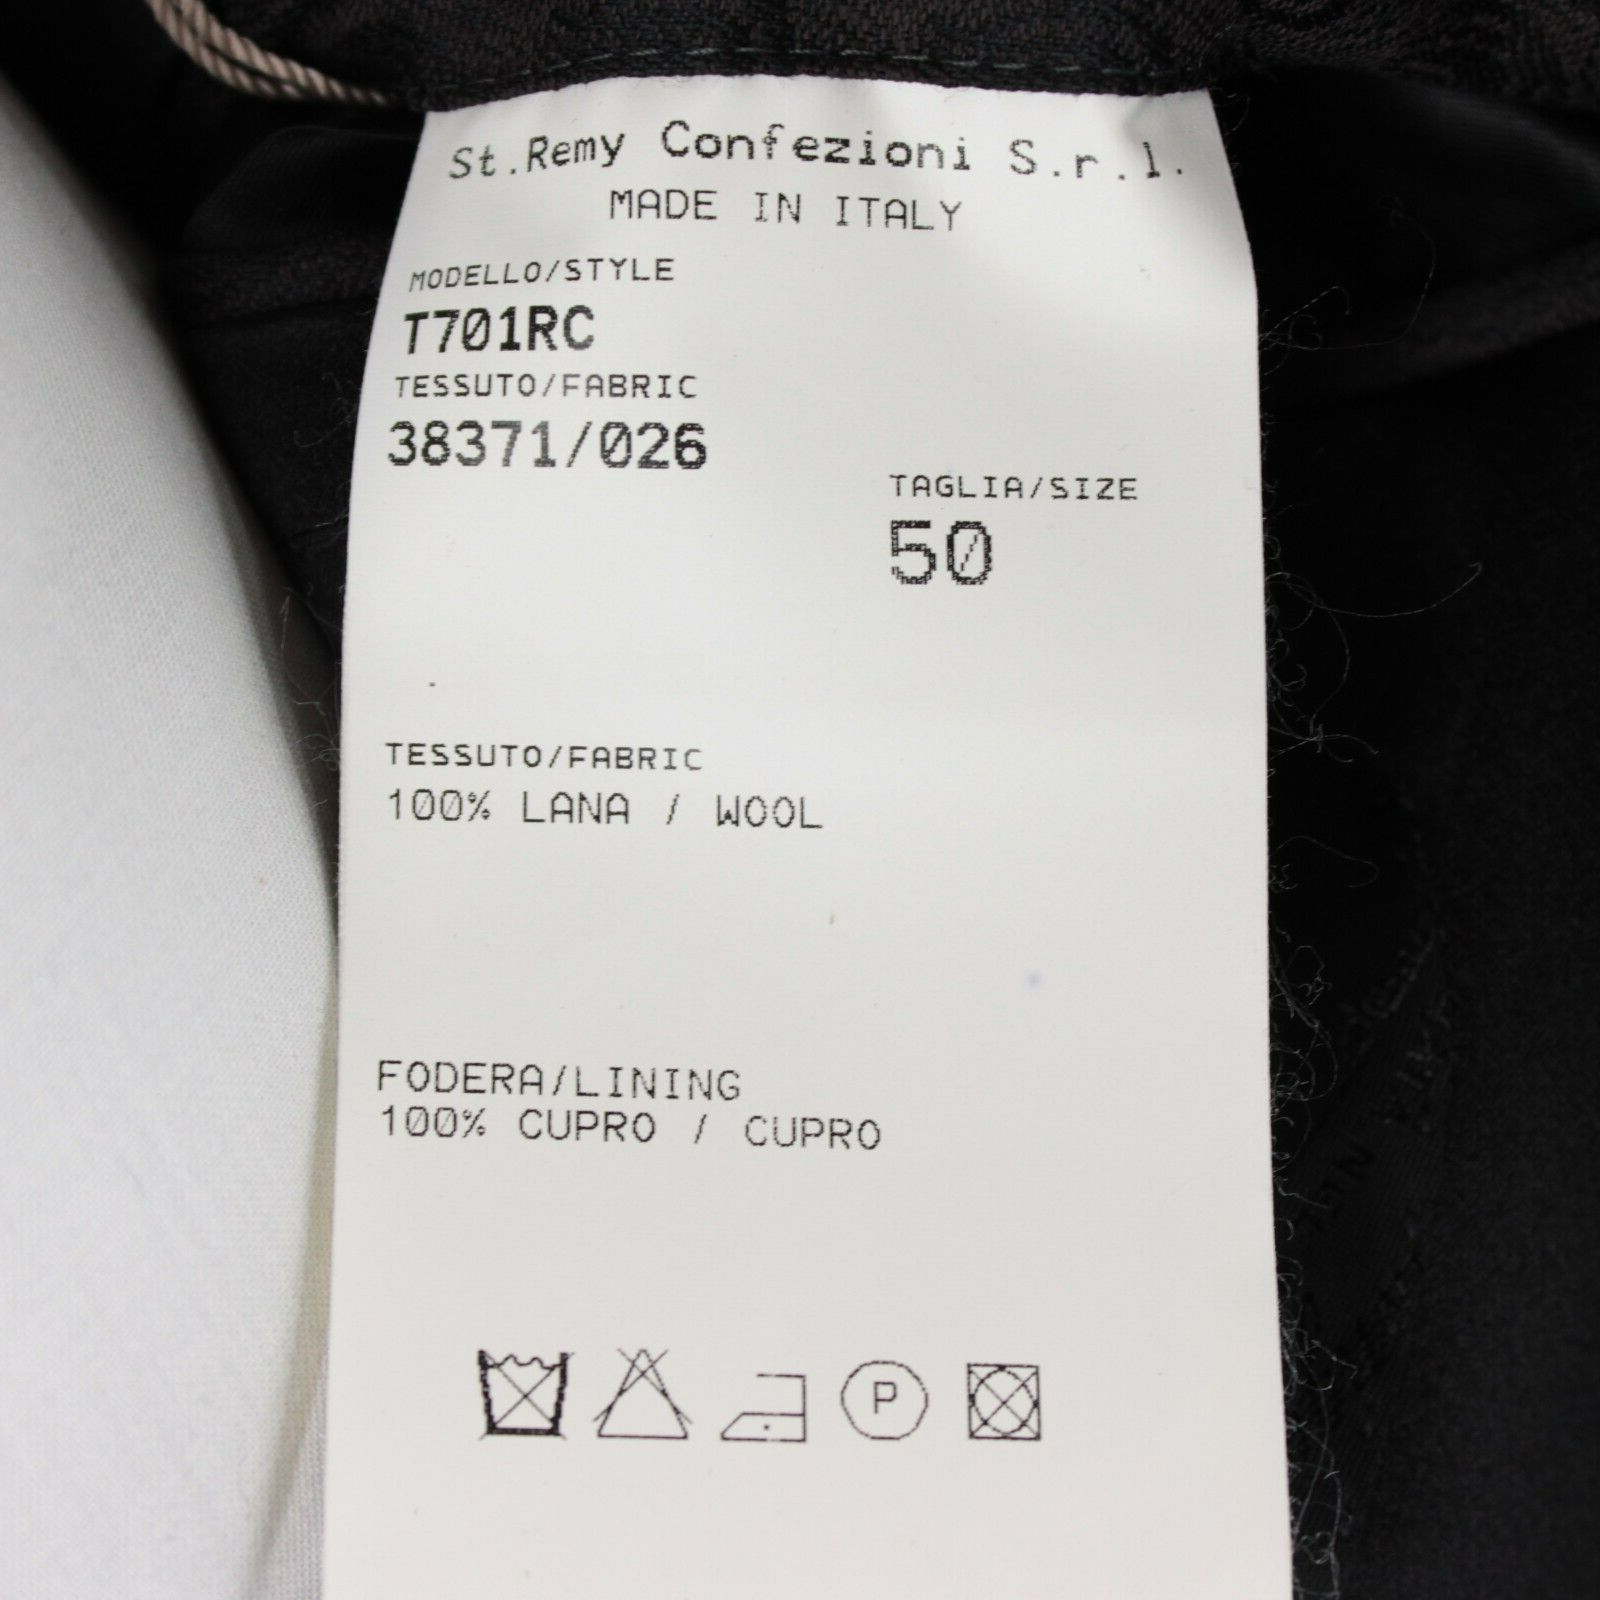 St.Remy Confezioni S.r.l.
MADE IN ITALY
MODELLO/STYLE
T701RC
TESSUTO/FABRIC
38371/026
TAGLIA/SIZE
50
TESSUTO/FABRIC
100% LANA / WOOL
FODERA/LINING
100% CUPRO / CUPRO
P